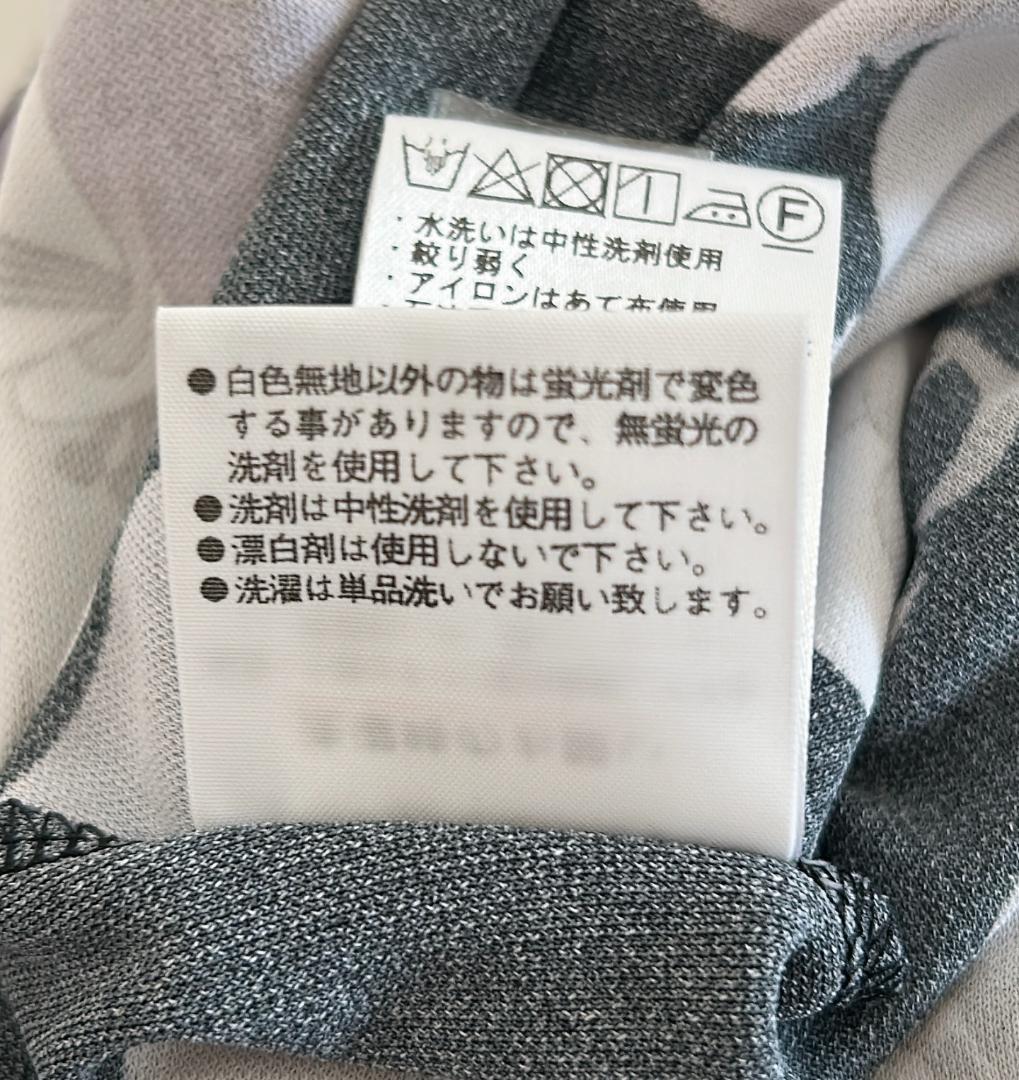 F
・水洗いは中性洗剤使用
・絞り弱く
・アイロンはあて布使用
●白色無地以外の物は蛍光剤で変色
する事がありますので、無蛍光の
洗剤を使用して下さい。
●洗剤は中性洗剤を使用して下さい。
●漂白剤は使用しないで下さい。
●洗濯は単品洗いでお願い致します。